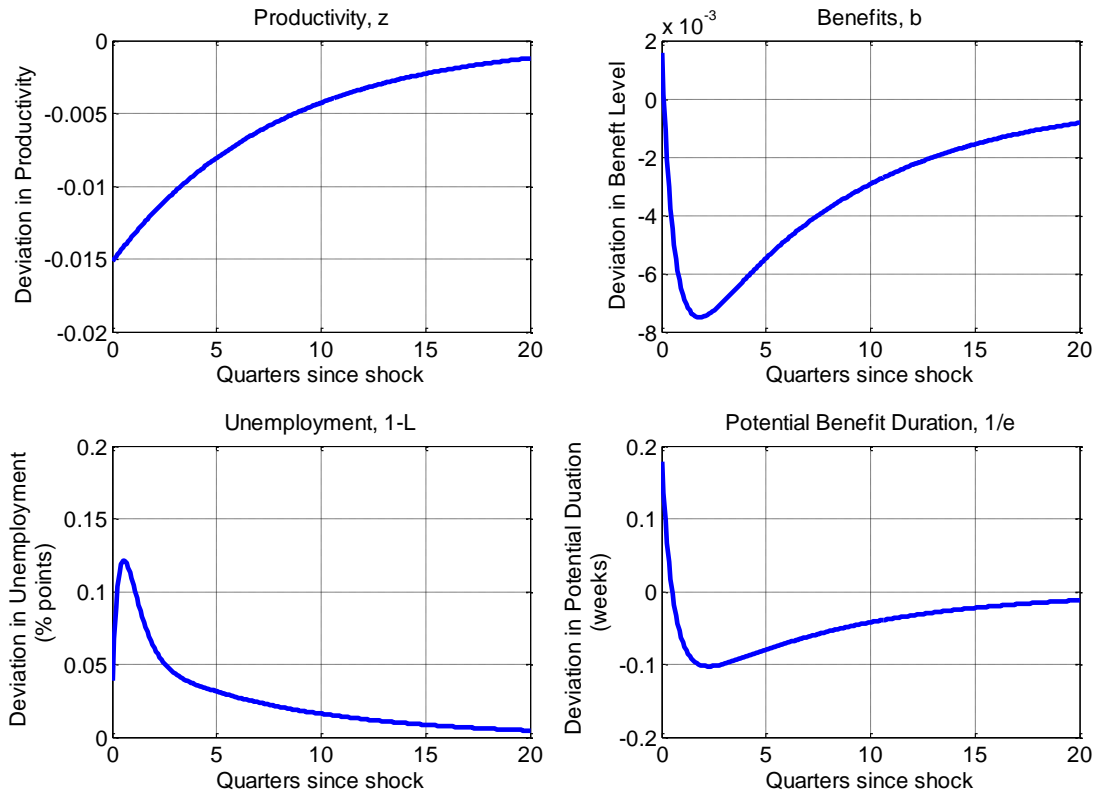 Productivity, z
Deviation in Productivity
0
-0.005
-0.01
-0.015
-0.02
0 5 10 15 20
Quarters since shock
Benefits, b
x 10-3
Deviation in Beneft Level
2
0
-2
-4
-6
-8
0 5 10 15 20
Quarters since shock
Unemployment, 1-L
Deviation in Unemployment
(% points)
0.2
0.15
0.1
0.05
0
0 5 10 15 20
Quarters since shock
Potential Benefit Duration, 1/e
Deviation in Potential Duation
(weeks)
0.2
0.1
0
-0.1
-0.2
0 5 10 15 20
Quarters since shock